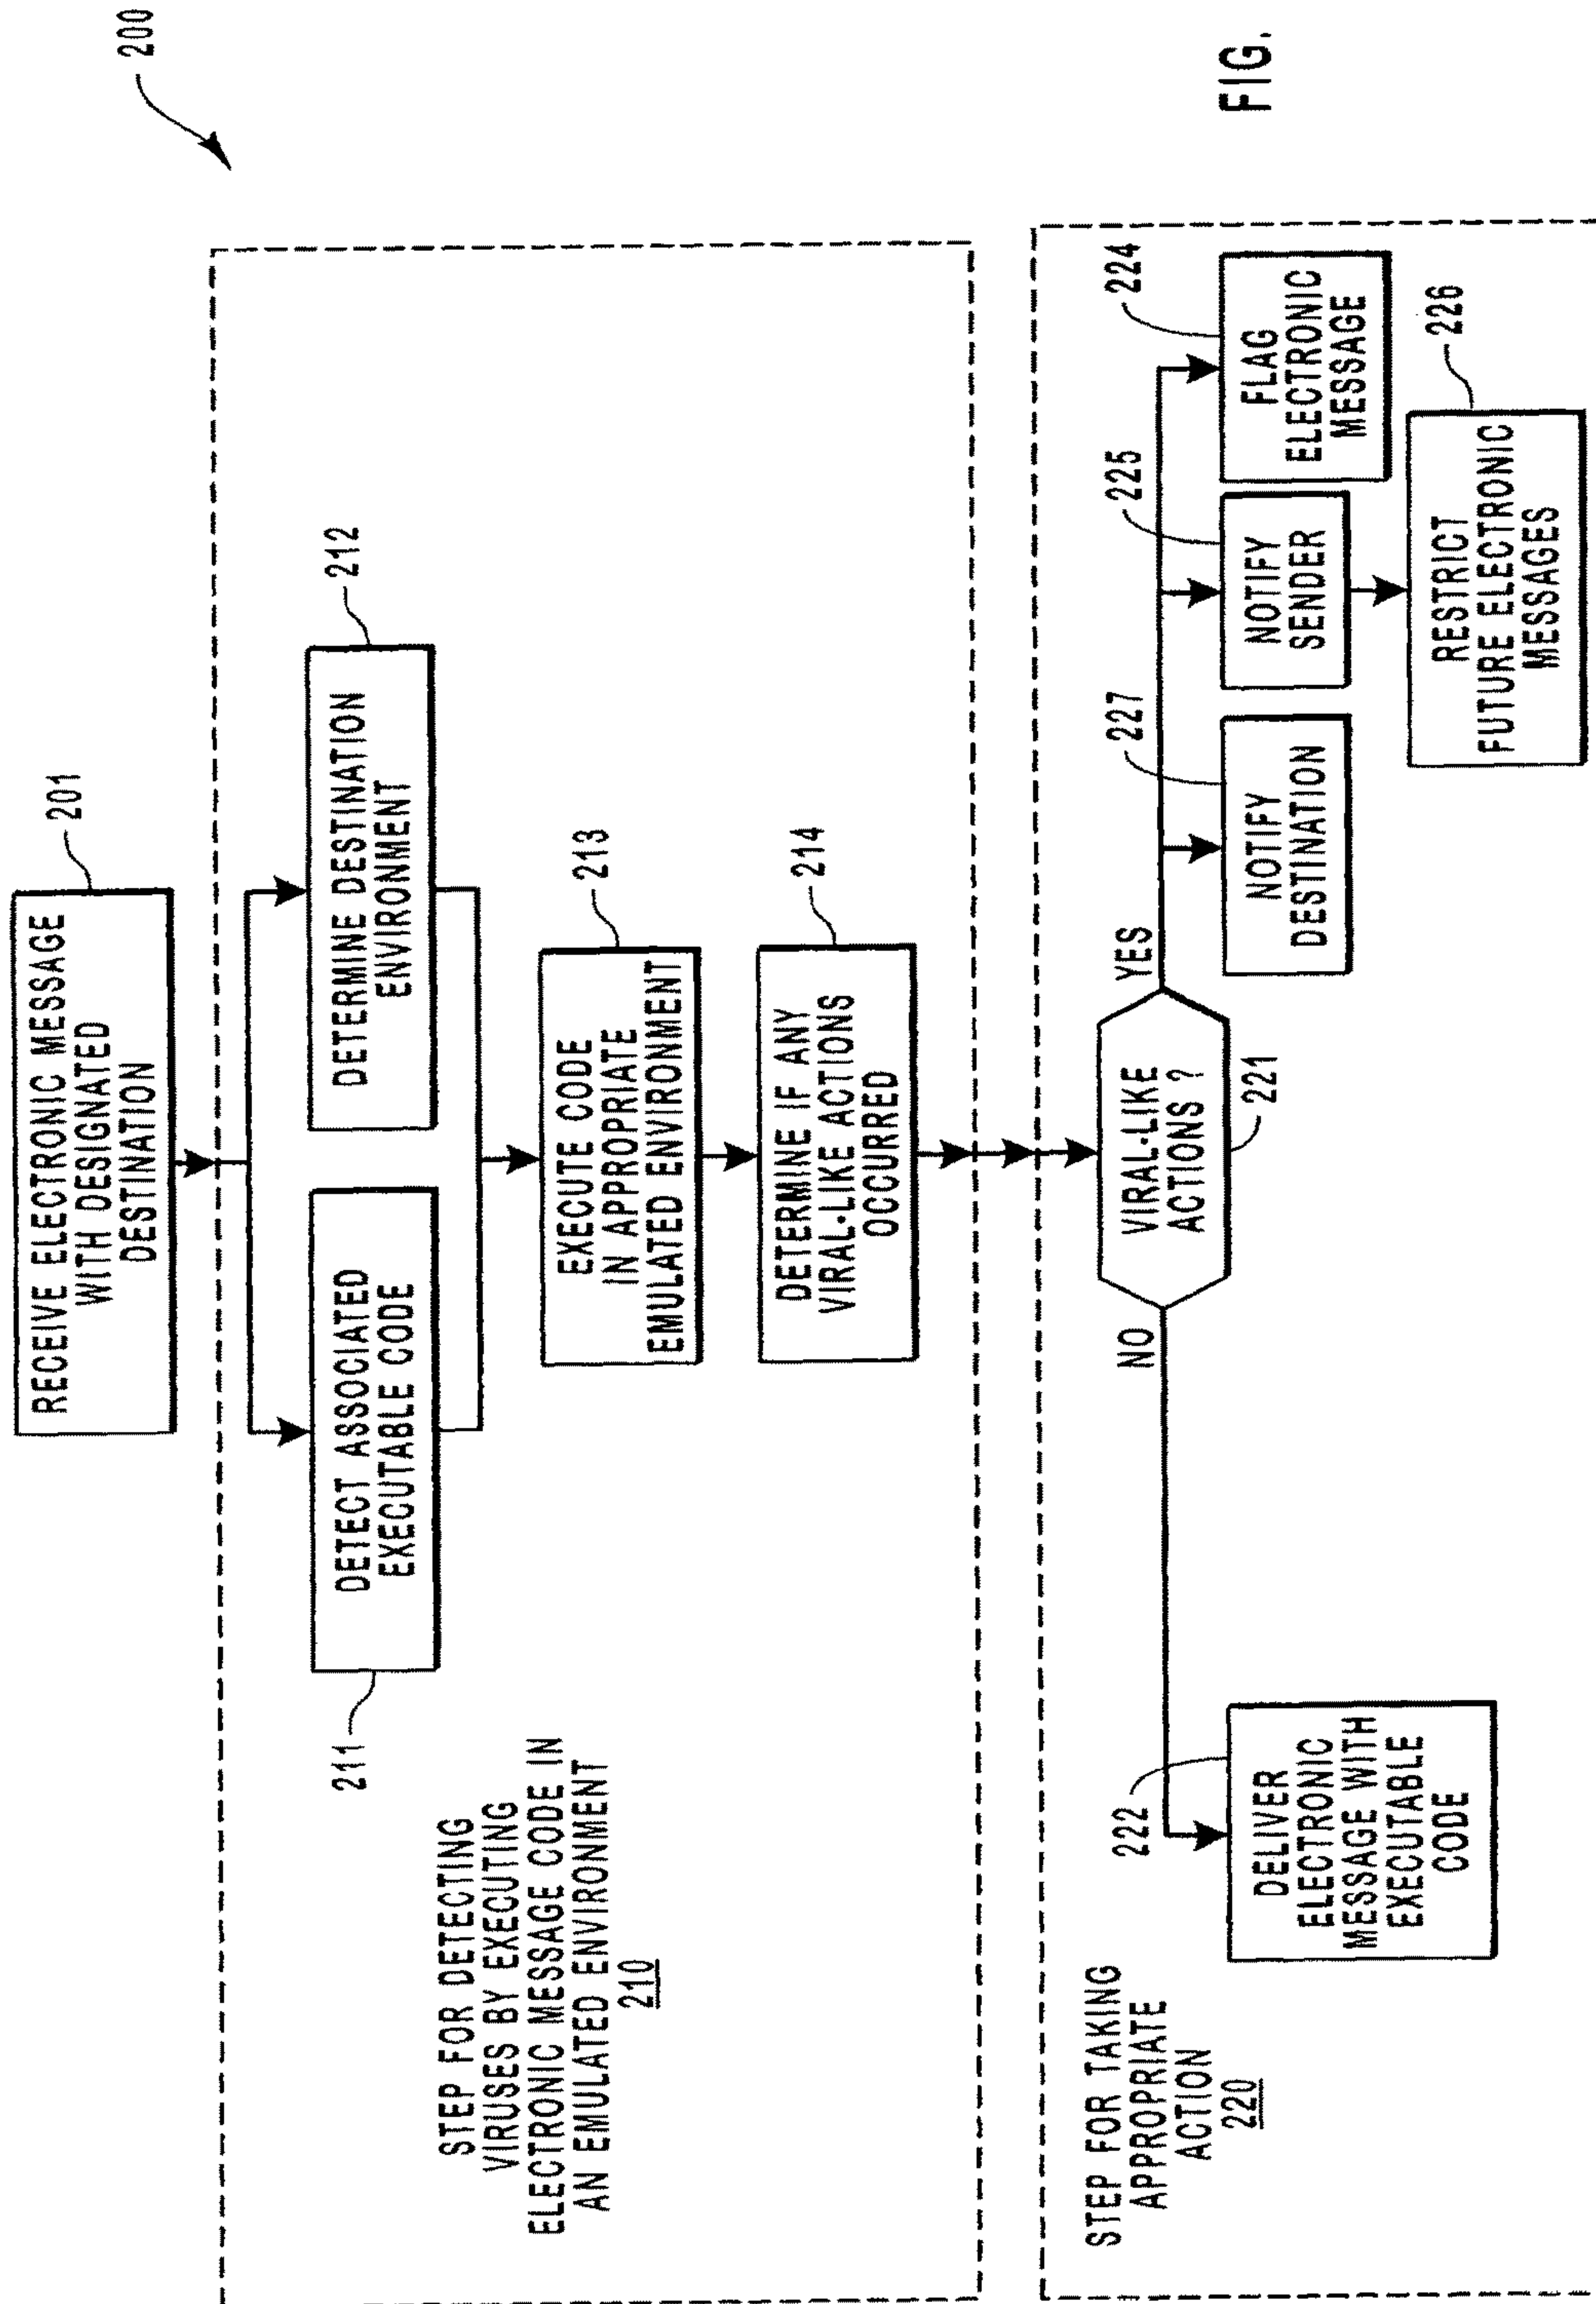 200
RECEIVE ELECTRONIC MESSAGE
WITH DESIGNATED
DESTINATION
201
DETECT ASSOCIATED
EXECUTABLE CODE
211
DETERMINE DESTINATION
ENVIRONMENT
212
STEP FOR DETECTING
VIRUSES BY EXECUTING
ELECTRONIC MESSAGE CODE IN
AN EMULATED ENVIRONMENT
210
EXECUTE CODE
IN APPROPRIATE
EMULATED ENVIRONMENT
213
DETERMINE IF ANY
VIRAL-LIKE ACTIONS
OCCURRED
214
STEP FOR TAKING
APPROPRIATE
ACTION
220
VIRAL-LIKE
ACTIONS ?
221
NO
YES
222
DELIVER
ELECTRONIC
MESSAGE WITH
EXECUTABLE
CODE
227
NOTIFY
DESTINATION
225
NOTIFY
SENDER
224
FLAG
ELECTRONIC
MESSAGE
RESTRICT
FUTURE ELECTRONIC
MESSAGES
226
FIG.